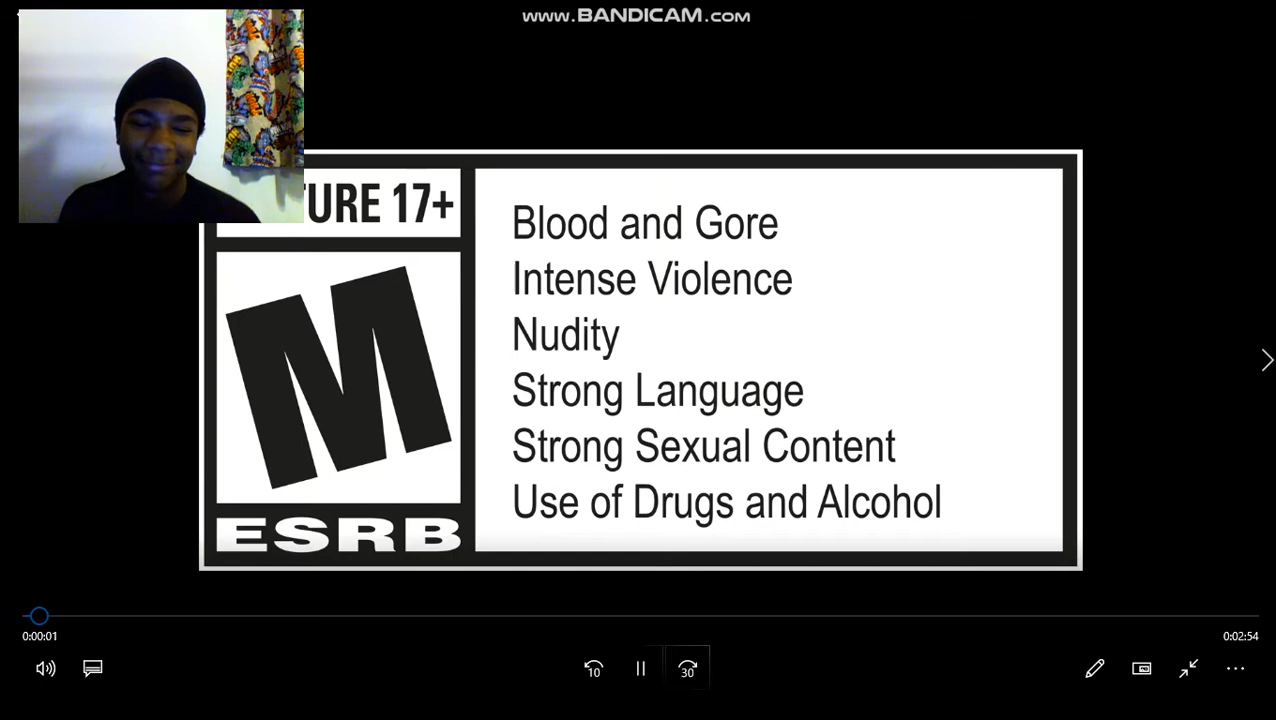 www.BANDICAM.com
TURE 17+
M
ESRB
Blood and Gore
Intense Violence
Nudity
Strong Language
Strong Sexual Content
Use of Drugs and Alcohol
0:00:01
0:02:54
10
30